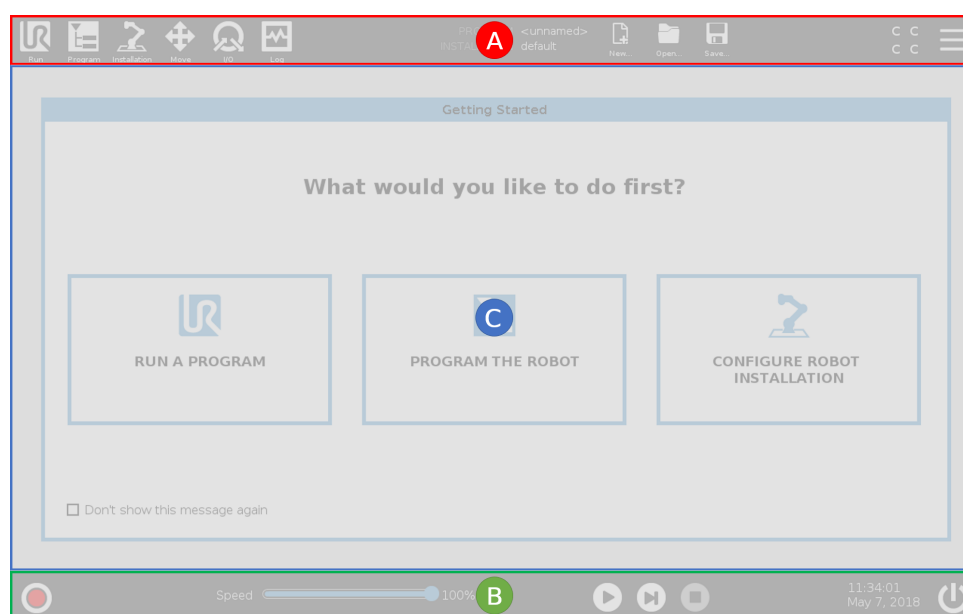 Run Program Installation Move I/O Log
<unnamed>
default
New... Open... Save...
C C
C C
A
Getting Started
What would you like to do first?
C
RUN A PROGRAM
PROGRAM THE ROBOT
CONFIGURE ROBOT
INSTALLATION
Don't show this message again
Speed 100% B
11:34:01
May 7, 2018